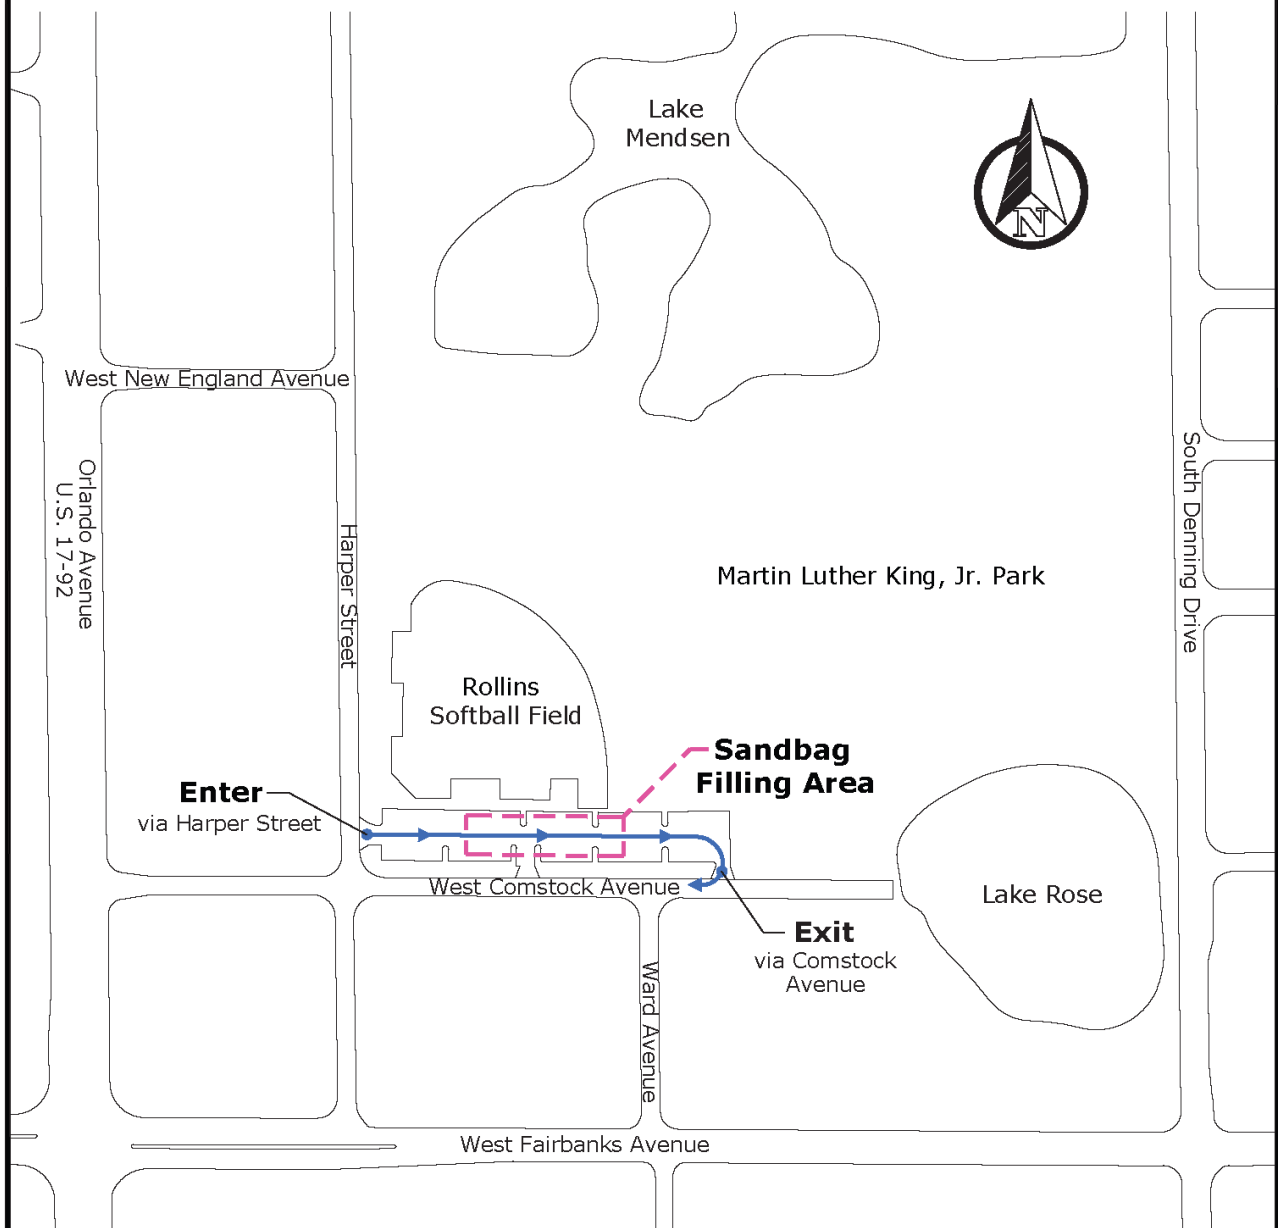 Lake
Mendsen
N
West New England Avenue
Orlando Avenue
U.S. 17-92
Harper Street
South Denning Drive
Martin Luther King, Jr. Park
Rollins
Softball Field
Sandbag
Filling Area
Enter
via Harper Street
West Comstock Avenue
Lake Rose
Exit
via Comstock
Avenue
Ward Avenue
West Fairbanks Avenue